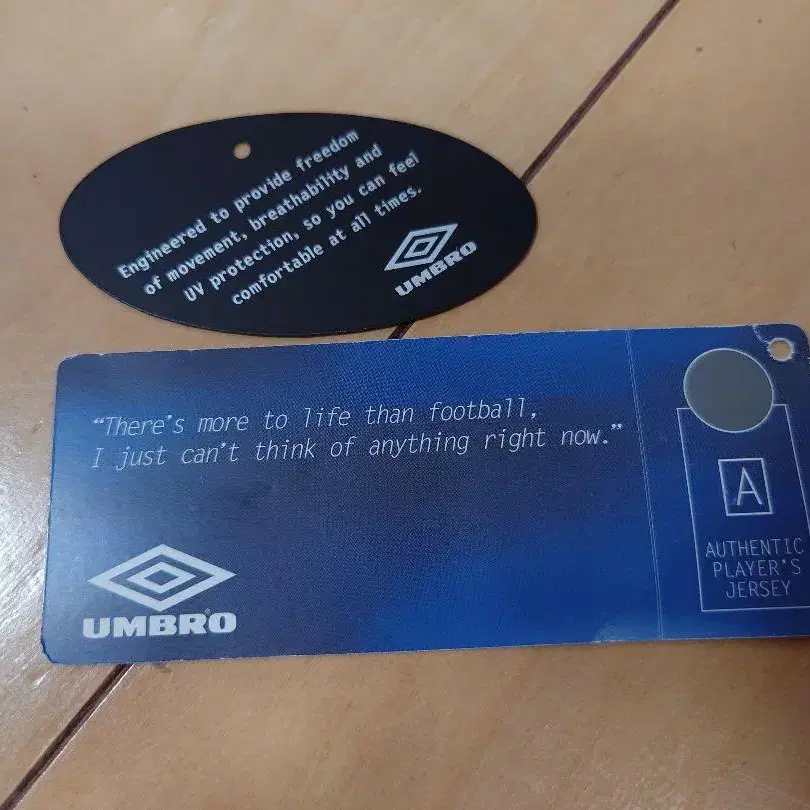 Engineered to provide freedom
of movement, breathability and
UV protection, so you can feel
comfortable at all times.
UMBRO
“There's more to life than football,
I just can't think of anything right now.”
UMBRO®
A
AUTHENTIC
PLAYER'S
JERSEY